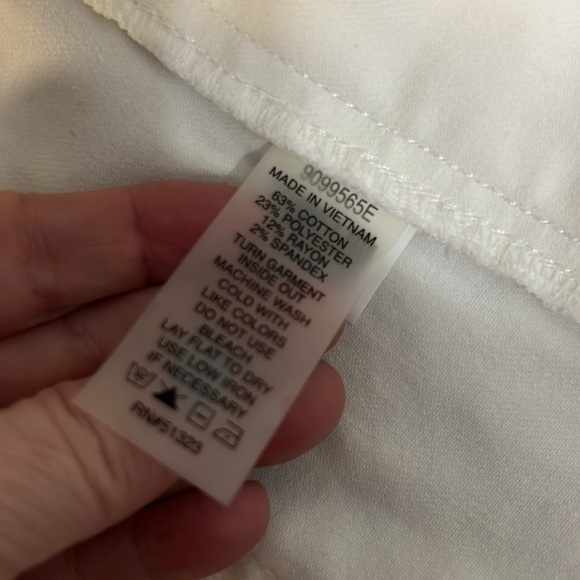 9099565E
MADE IN VIETNAM
63% COTTON
23% POLYESTER
12% RAYON
2% SPANDEX
TURN GARMENT
INSIDE OUT
MACHINE WASH
COLD WITH
LIKE COLORS
DO NOT USE
BLEACH
LAY FLAT TO DRY
USE LOW IRON
IF NECESSARY
RN#51323